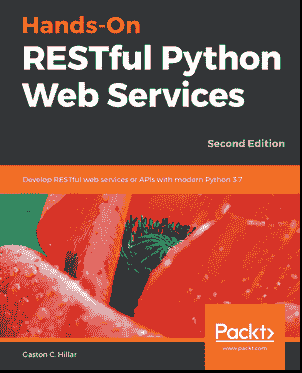 Hands-On
RESTful Python
Web Services
Second Edition
Develop RESTful web services or APIs with modern Python 3.7
Packt>
www.packt.com
Gaston C. Hillar